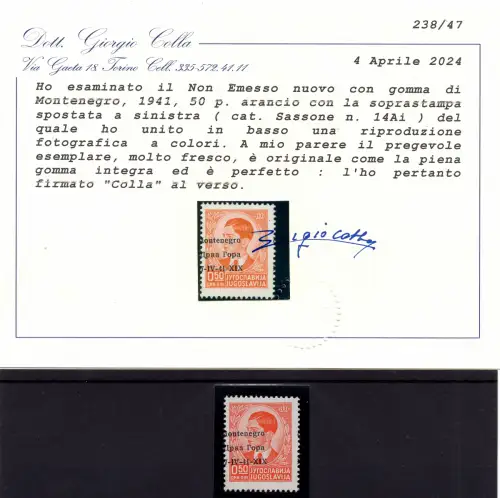 238/47
Dott. Giorgio Colla
Via Gaeta 18 Torino Cell. 335-572.41.11
4 Aprile 2024
Ho esaminato il Non Emesso nuovo con gomma di
Montenegro, 1941, 50 p. arancio con la soprastampa
spostata a sinistra ( cat. Sassone n. 14Ai ) del
quale ho unito in basso una riproduzione
fotografica a colori. A mio parere il pregevole
esemplare, molto fresco, è originale come la piena
gomma integra ed è perfetto : l'ho pertanto
firmato "Colla" al verso.
Montenegro
Црна Гора
7-IV-41-XIX
0.50
ЈУГОСЛАВИЈА
JUGOSLAVIJA
Giorgio Colla
Montenegro
Црна Гора
7-IV-41-XIX
0.50
ЈУГОСЛАВИЈА
JUGOSLAVIJA